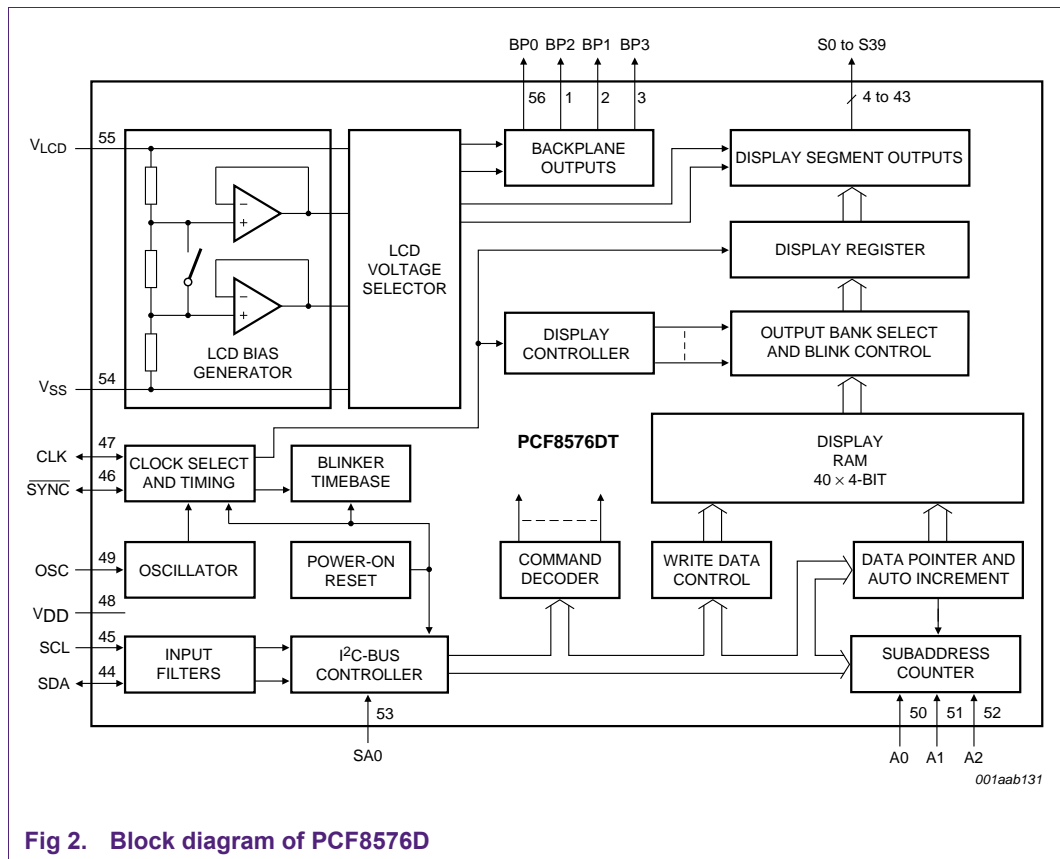 BP0 BP2 BP1 BP3
S0 to S39
56 1 2 3
4 to 43
VLCD 55
BACKPLANE
OUTPUTS
DISPLAY SEGMENT OUTPUTS
−
+
LCD
VOLTAGE
SELECTOR
DISPLAY REGISTER
−
+
LCD BIAS
GENERATOR
DISPLAY
CONTROLLER
OUTPUT BANK SELECT
AND BLINK CONTROL
VSS 54
CLK 47
SYNC 46
CLOCK SELECT
AND TIMING
BLINKER
TIMEBASE
PCF8576DT
DISPLAY
RAM
40 × 4-BIT
OSC 49
OSCILLATOR
POWER-ON
RESET
COMMAND
DECODER
WRITE DATA
CONTROL
DATA POINTER AND
AUTO INCREMENT
VDD 48
SCL 45
SDA 44
INPUT
FILTERS
I²C-BUS
CONTROLLER
SUBADDRESS
COUNTER
53
50 51 52
SA0
A0 A1 A2
001aab131
Fig 2. Block diagram of PCF8576D